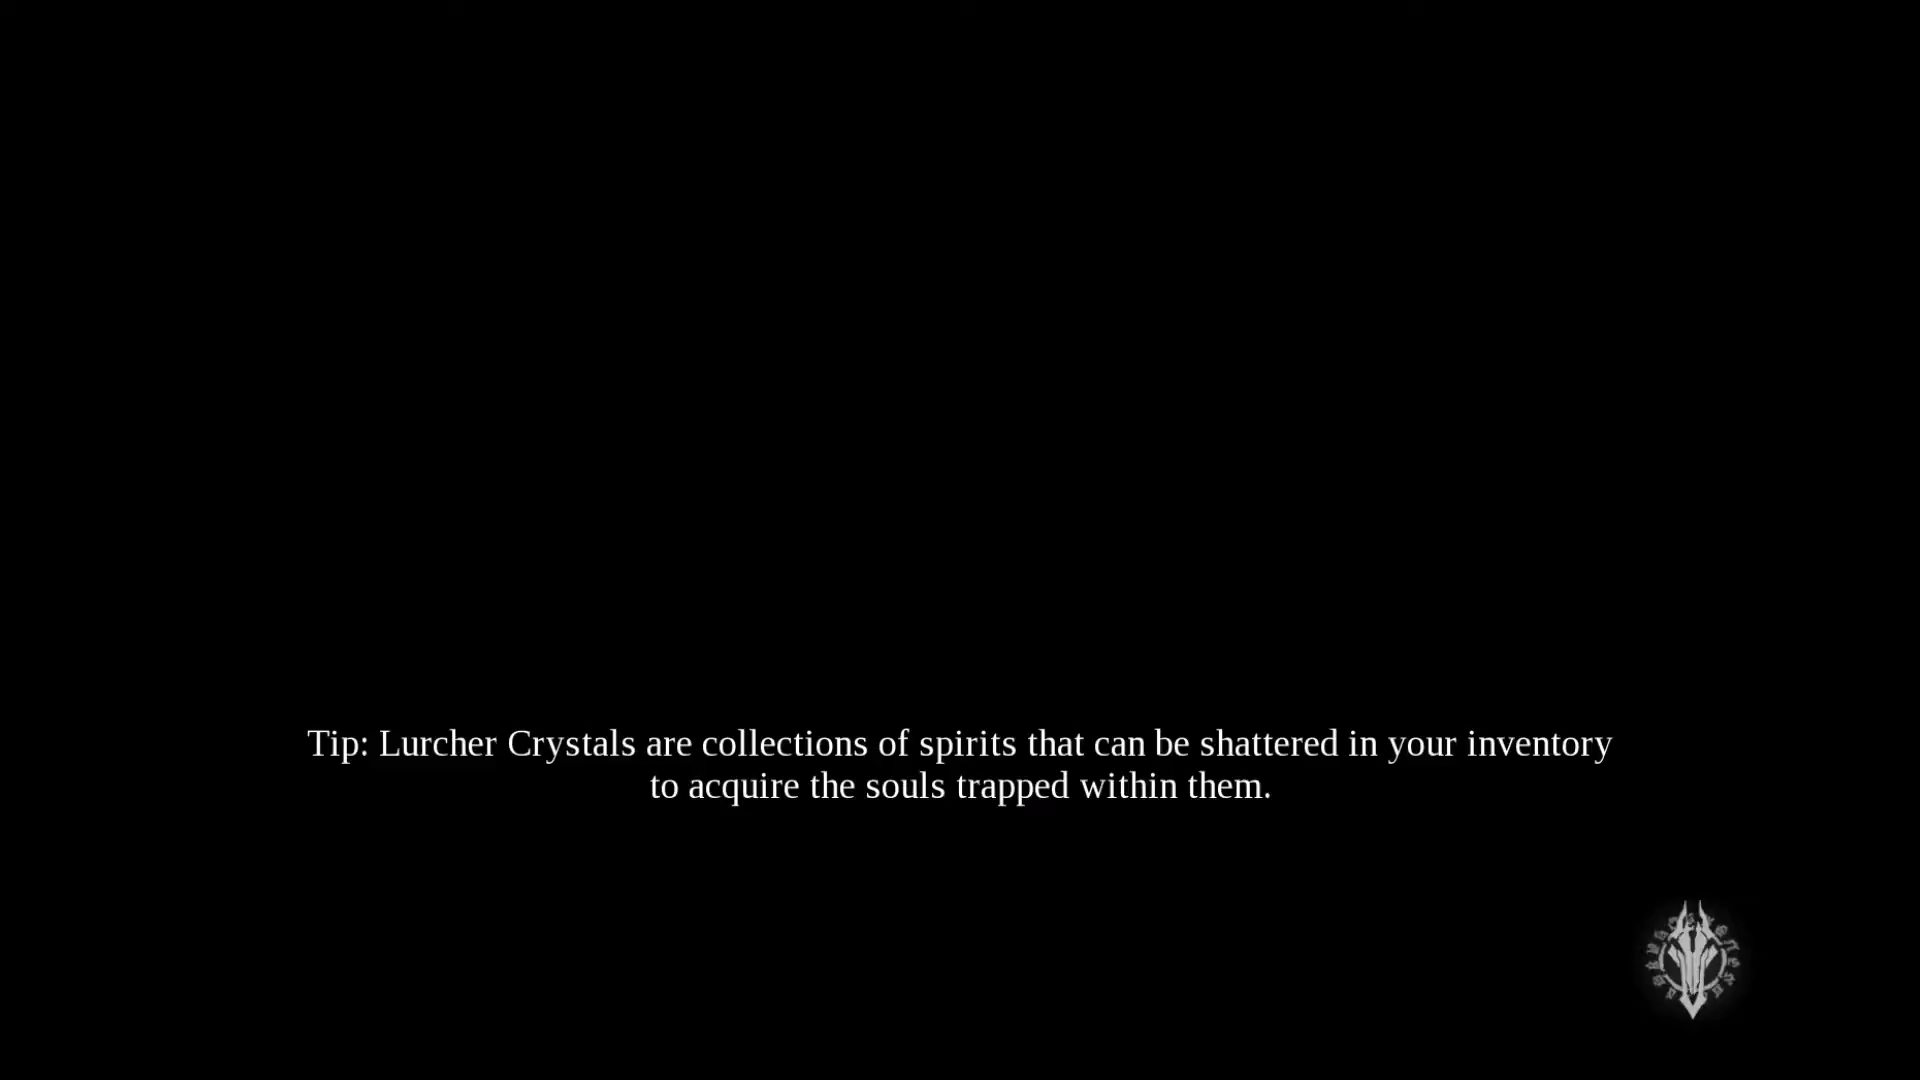 Tip: Lurcher Crystals are collections of spirits that can be shattered in your inventory
to acquire the souls trapped within them.